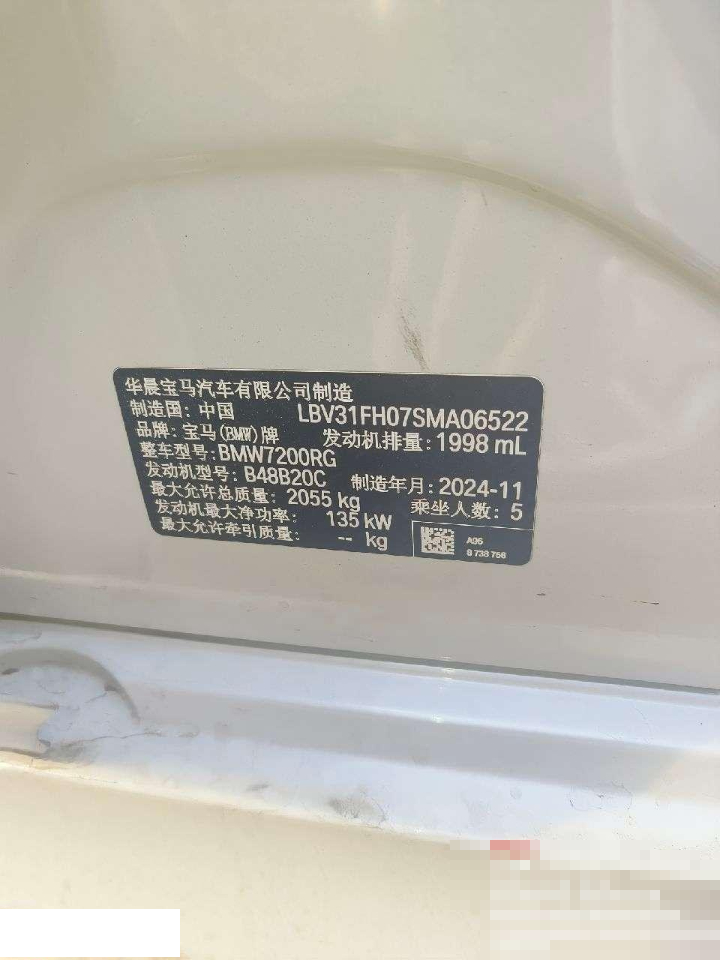 华晨宝马汽车有限公司制造
制造国: 中国 LBV31FH07SMA06522
品牌: 宝马(BMW)牌 发动机排量: 1998 mL
整车型号: BMW7200RG
发动机型号: B48B20C 制造年月: 2024-11
最大允许总质量: 2055 kg 乘坐人数: 5
发动机最大净功率: 135 kW
最大允许牵引质量: -- kg
A95
9 738 756